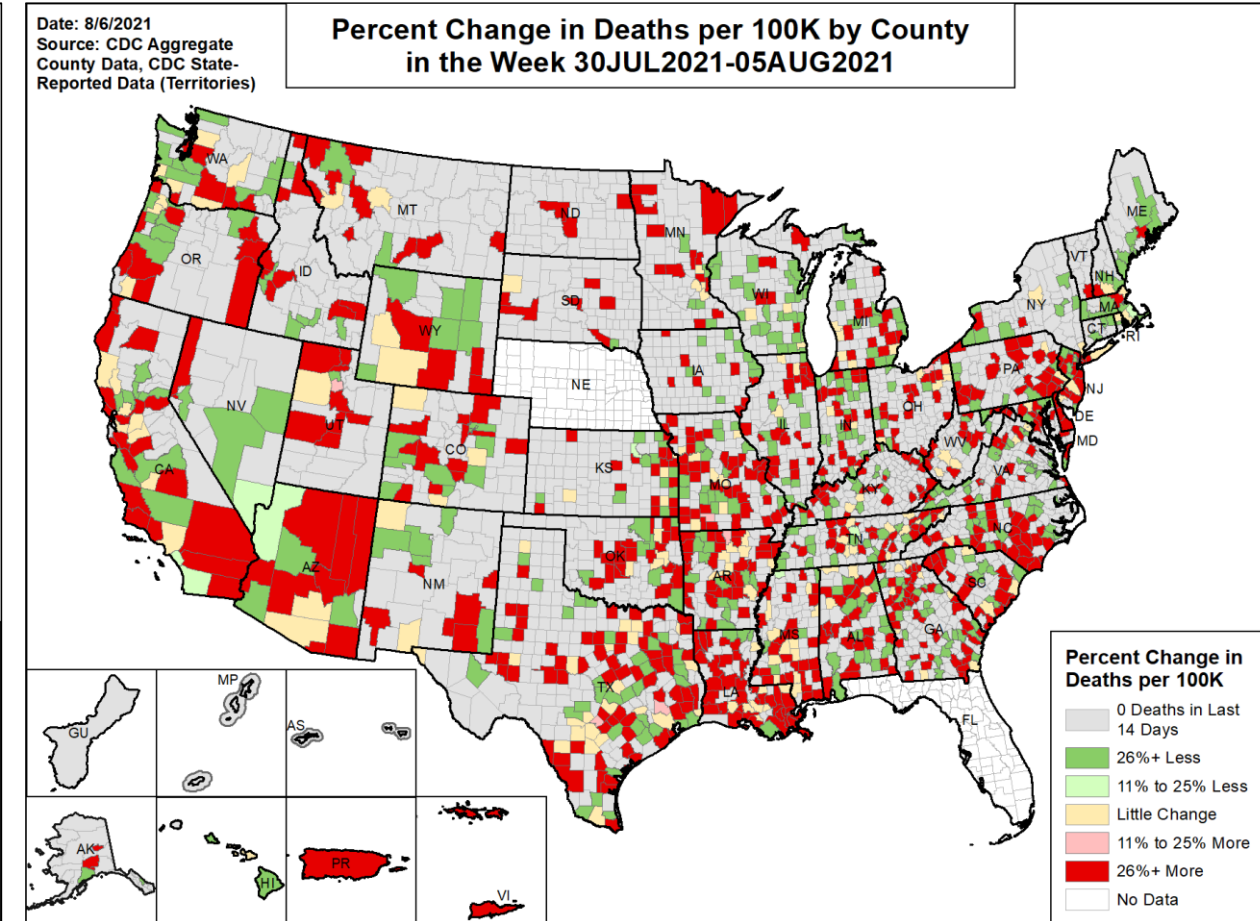 Date: 8/6/2021
Source: CDC Aggregate
County Data, CDC State-
Reported Data (Territories)
Percent Change in Deaths per 100K by County
in the Week 30JUL2021-05AUG2021
WA
MT
ND
MN
ME
OR
ID
SD
WI
VT
NH
NY
MA
WY
MI
CT
RI
IA
PA
NE
NJ
NV
UT
OH
IL
IN
DE
CO
WV
MD
CA
KS
MO
KY
VA
TN
NC
AZ
OK
NM
AR
SC
MS
AL
GA
TX
LA
FL
GU
MP
AS
AK
HI
PR
VI
Percent Change in
Deaths per 100K
0 Deaths in Last
14 Days
26%+ Less
11% to 25% Less
Little Change
11% to 25% More
26%+ More
No Data